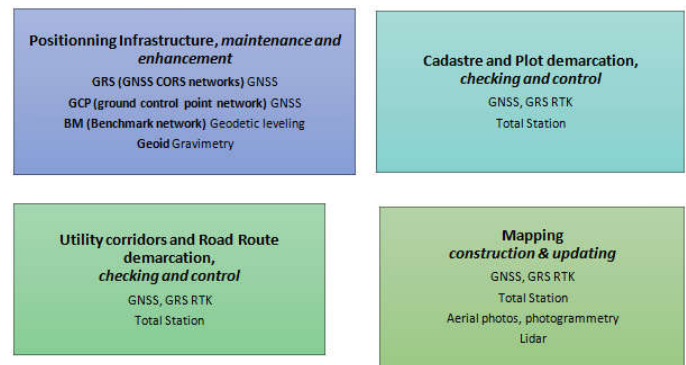 Positionning Infrastructure, maintenance and
enhancement
GRS (GNSS CORS networks) GNSS
GCP (ground control point network) GNSS
BM (Benchmark network) Geodetic leveling
Geoid Gravimetry
Cadastre and Plot demarcation,
checking and control
GNSS, GRS RTK
Total Station
Utility corridors and Road Route
demarcation,
checking and control
GNSS, GRS RTK
Total Station
Mapping
construction & updating
GNSS, GRS RTK
Total Station
Aerial photos, photogrammetry
Lidar